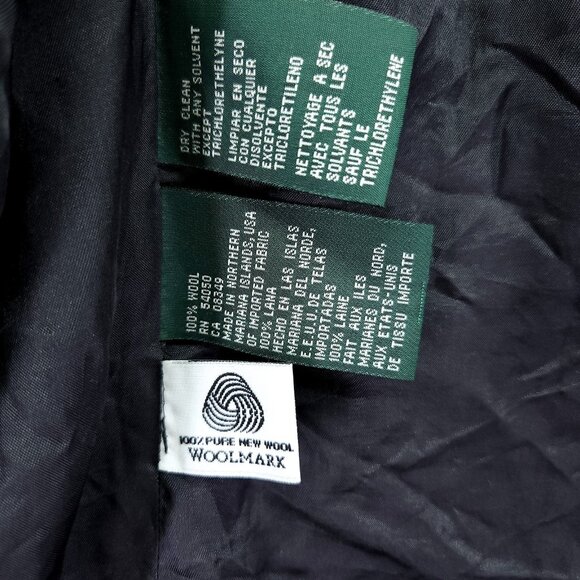 DRY CLEAN
WITH ANY SOLVENT
EXCEPT
TRICHLORETHELYNE
LIMPIAR EN SECO
CON CUALQUIER
DISOLVENTE
EXCEPTO
TRICLORETILENO
NETTOYAGE A SEC
AVEC TOUS LES
SOLVANTS
SAUF LE
TRICHLORETHYLENE
100% WOOL
RN 54050
CA 08349
MADE IN NORTHERN
MARIANA ISLANDS, USA
OF IMPORTED FABRIC
100% LANA
HECHO EN LAS ISLAS
MARIANA DEL NORDE,
E.E.U.U. DE TELAS
IMPORTADAS
100% LAINE
FAIT AUX ILES
MARIANES DU NORD,
AUX ETATS-UNIS
DE TISSU IMPORTE
100% PURE NEW WOOL
WOOLMARK